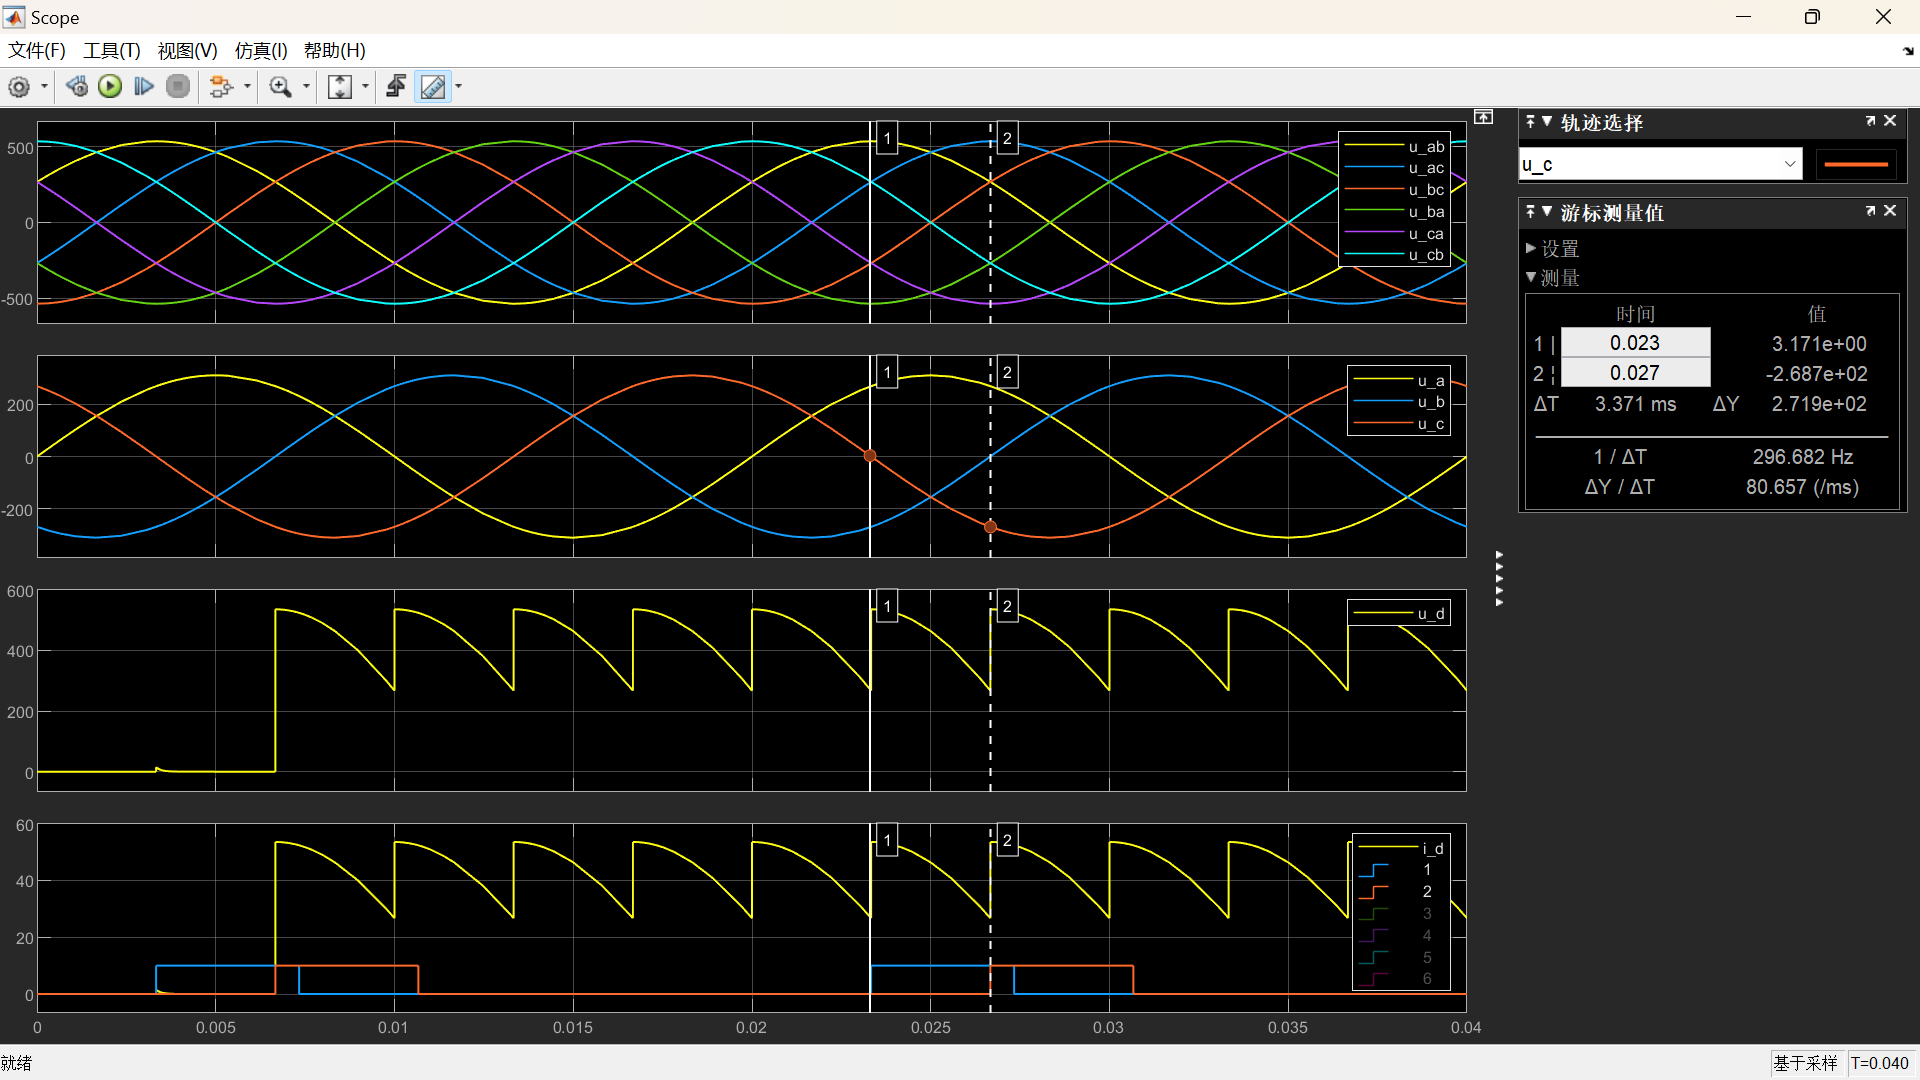 Scope
文件(F) 工具(T) 视图(V) 仿真(I) 帮助(H)
500
0
-500
1
2
u_ab
u_ac
u_bc
u_ba
u_ca
u_cb
200
0
-200
1
2
u_a
u_b
u_c
600
400
200
0
1
2
u_d
60
40
20
0
1
2
i_d
1
2
3
4
5
6
0 0.005 0.01 0.015 0.02 0.025 0.03 0.035 0.04
轨迹选择
u_c
游标测量值
设置
测量
时间 值
1 | 0.023 3.171e+00
2 ¦ 0.027 -2.687e+02
ΔT 3.371 ms ΔY 2.719e+02
1 / ΔT 296.682 Hz
ΔY / ΔT 80.657 (/ms)
就绪
基于采样 T=0.040